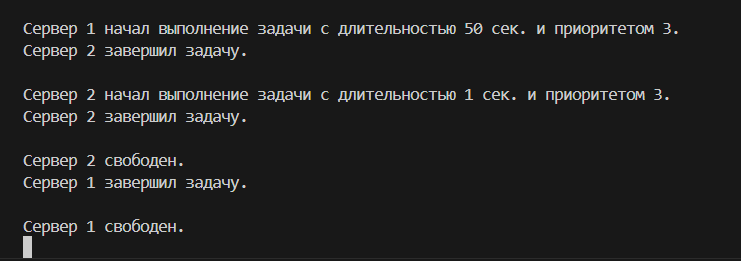 Сервер 1 начал выполнение задачи с длительностью 50 сек. и приоритетом 3.
Сервер 2 завершил задачу.
Сервер 2 начал выполнение задачи с длительностью 1 сек. и приоритетом 3.
Сервер 2 завершил задачу.
Сервер 2 свободен.
Сервер 1 завершил задачу.
Сервер 1 свободен.